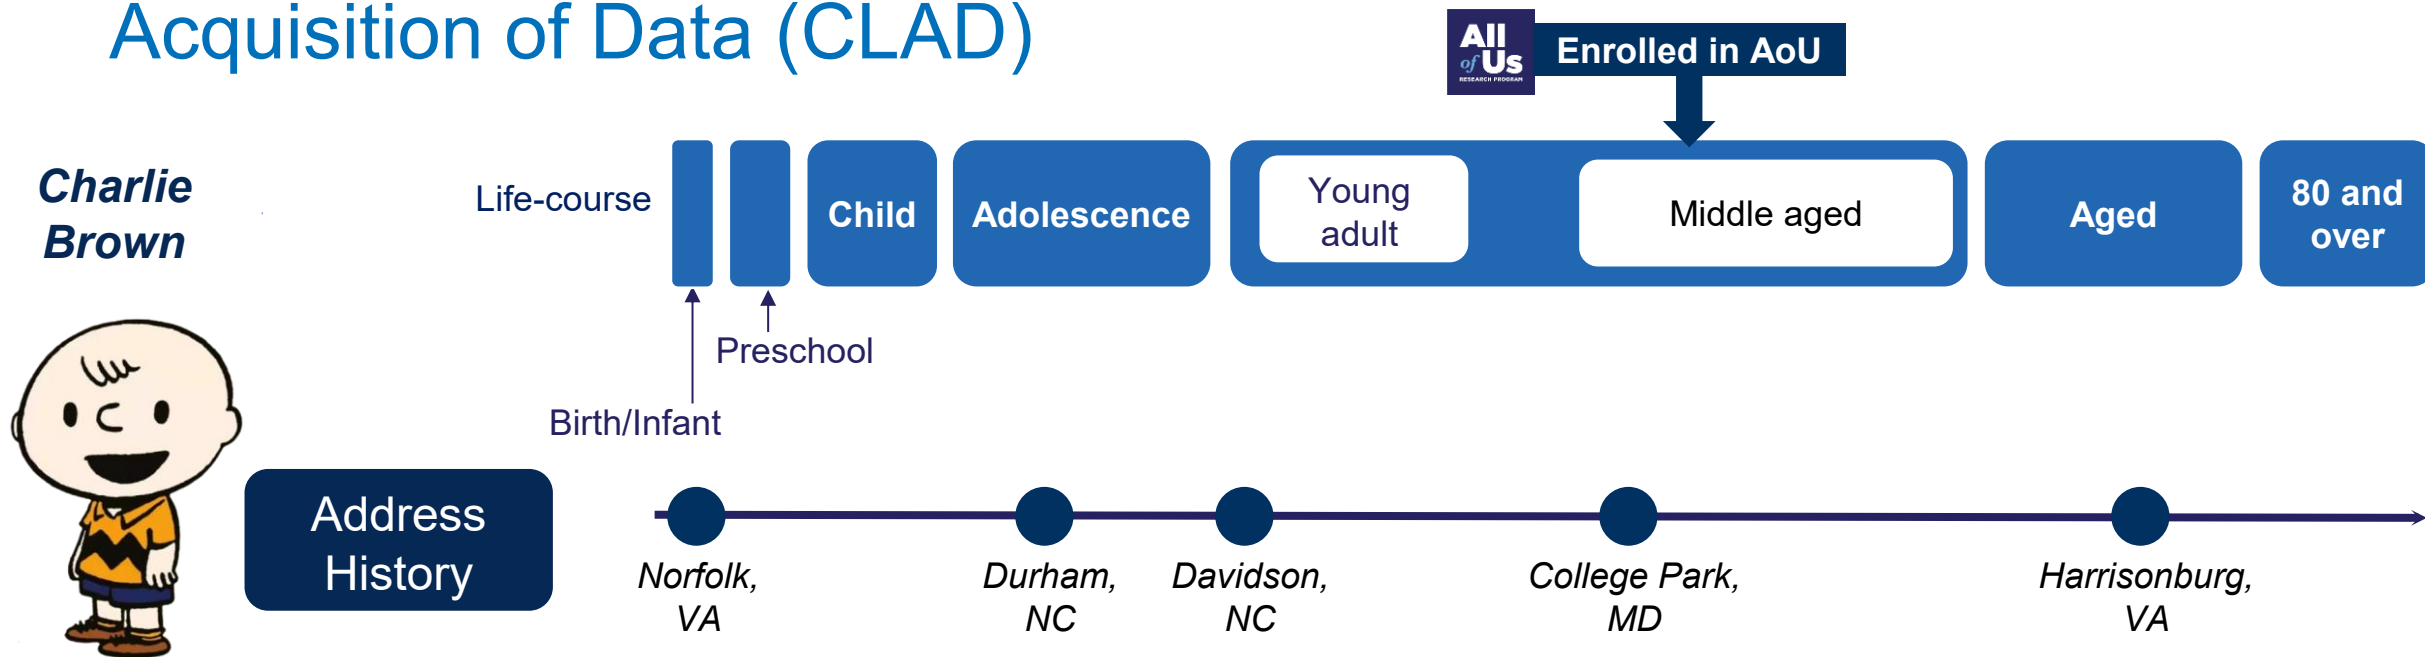 Acquisition of Data (CLAD)
All
of Us
RESEARCH PROGRAM
Enrolled in AoU
Charlie
Brown
Life-course
Child
Adolescence
Young
adult
Middle aged
Aged
80 and
over
Preschool
Birth/Infant
Address
History
Norfolk,
VA
Durham,
NC
Davidson,
NC
College Park,
MD
Harrisonburg,
VA